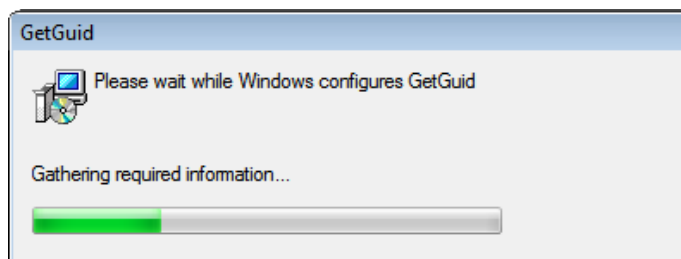 GetGuid
Please wait while Windows configures GetGuid
Gathering required information...